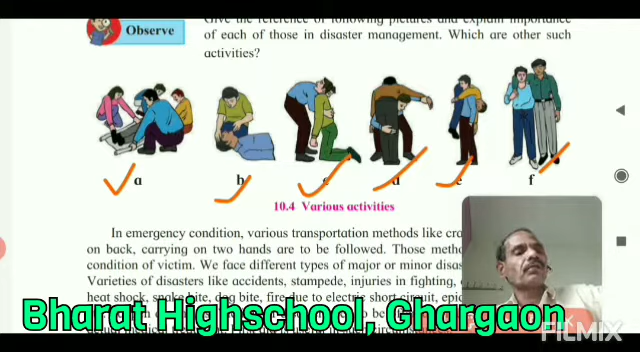 Give the reference of following pictures and explain importance
Observe
of each of those in disaster management. Which are other such
activities?
a b c d e f
10.4 Various activities
In emergency condition, various transportation methods like
on back, carrying on two hands are to be followed. Those
condition of victim. We face different types of major or minor
Varieties of disasters like accidents, stampede, injuries in fighting,
heat shock, snake bite, dog bite, fire due to electric short circuit,
Bharat Highschool, Ghargaon
FILMIX